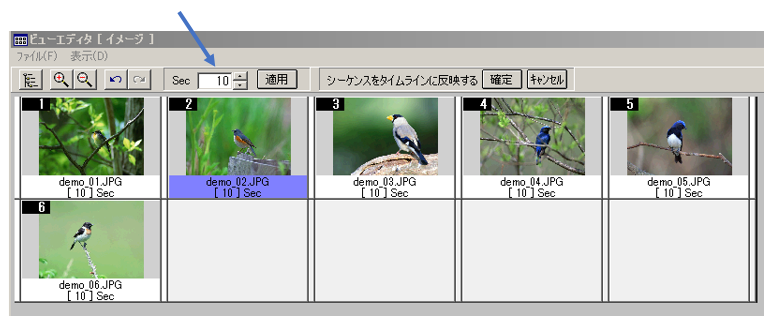 ビューエディタ [ イメージ ]
ファイル(F) 表示(D)
Sec 10 適用 シーケンスをタイムラインに反映する 確定 キャンセル
1 2 3 4 5
demo_01.JPG demo_02.JPG demo_03.JPG demo_04.JPG demo_05.JPG
[ 10 ] Sec [ 10 ] Sec [ 10 ] Sec [ 10 ] Sec [ 10 ] Sec
6
demo_06.JPG
[ 10 ] Sec